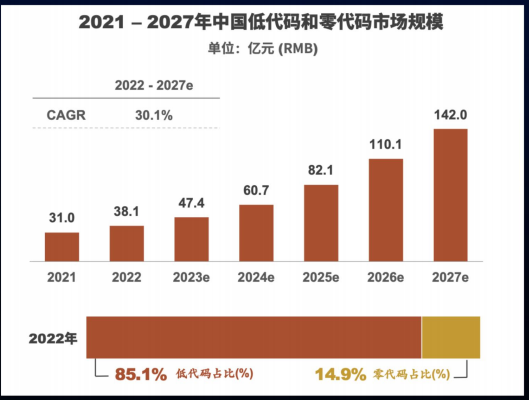 2021 – 2027年中国低代码和零代码市场规模
单位：亿元 (RMB)
2022 - 2027e
CAGR 30.1%
31.0 38.1 47.4 60.7 82.1 110.1 142.0
2021 2022 2023e 2024e 2025e 2026e 2027e
2022年
85.1% 低代码占比(%) 14.9% 零代码占比(%)